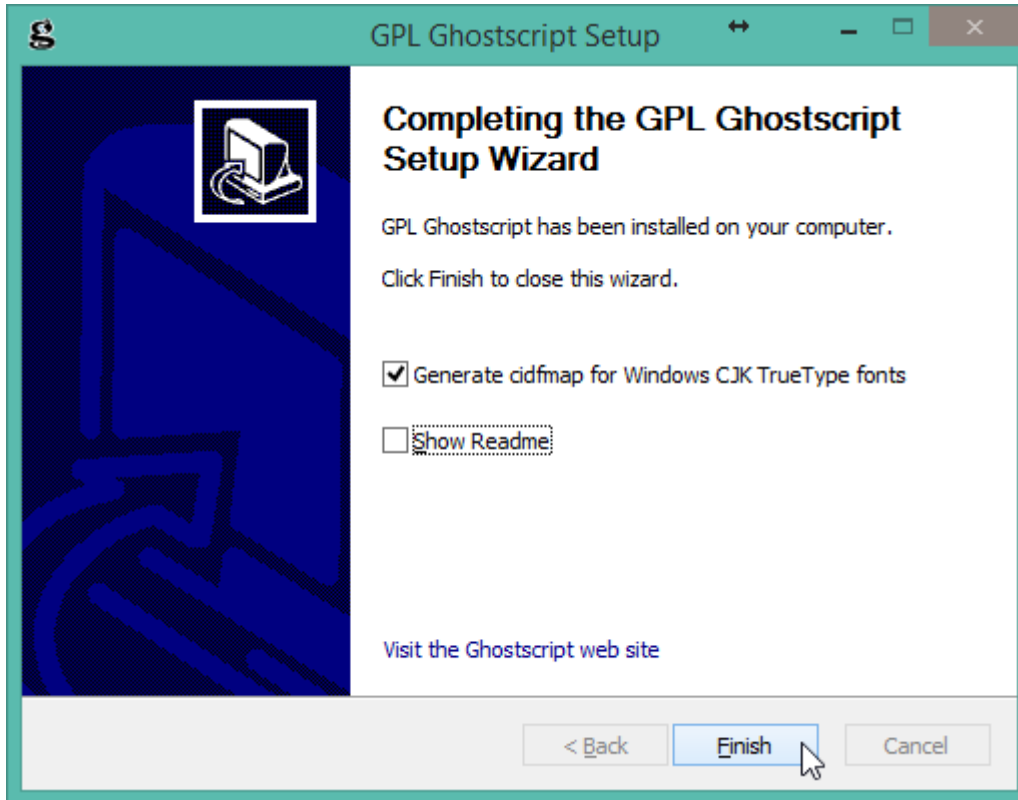 GPL Ghostscript Setup
Completing the GPL Ghostscript
Setup Wizard
GPL Ghostscript has been installed on your computer.
Click Finish to close this wizard.
Generate cidfmap for Windows CJK TrueType fonts
Show Readme
Visit the Ghostscript web site
< Back
Finish
Cancel